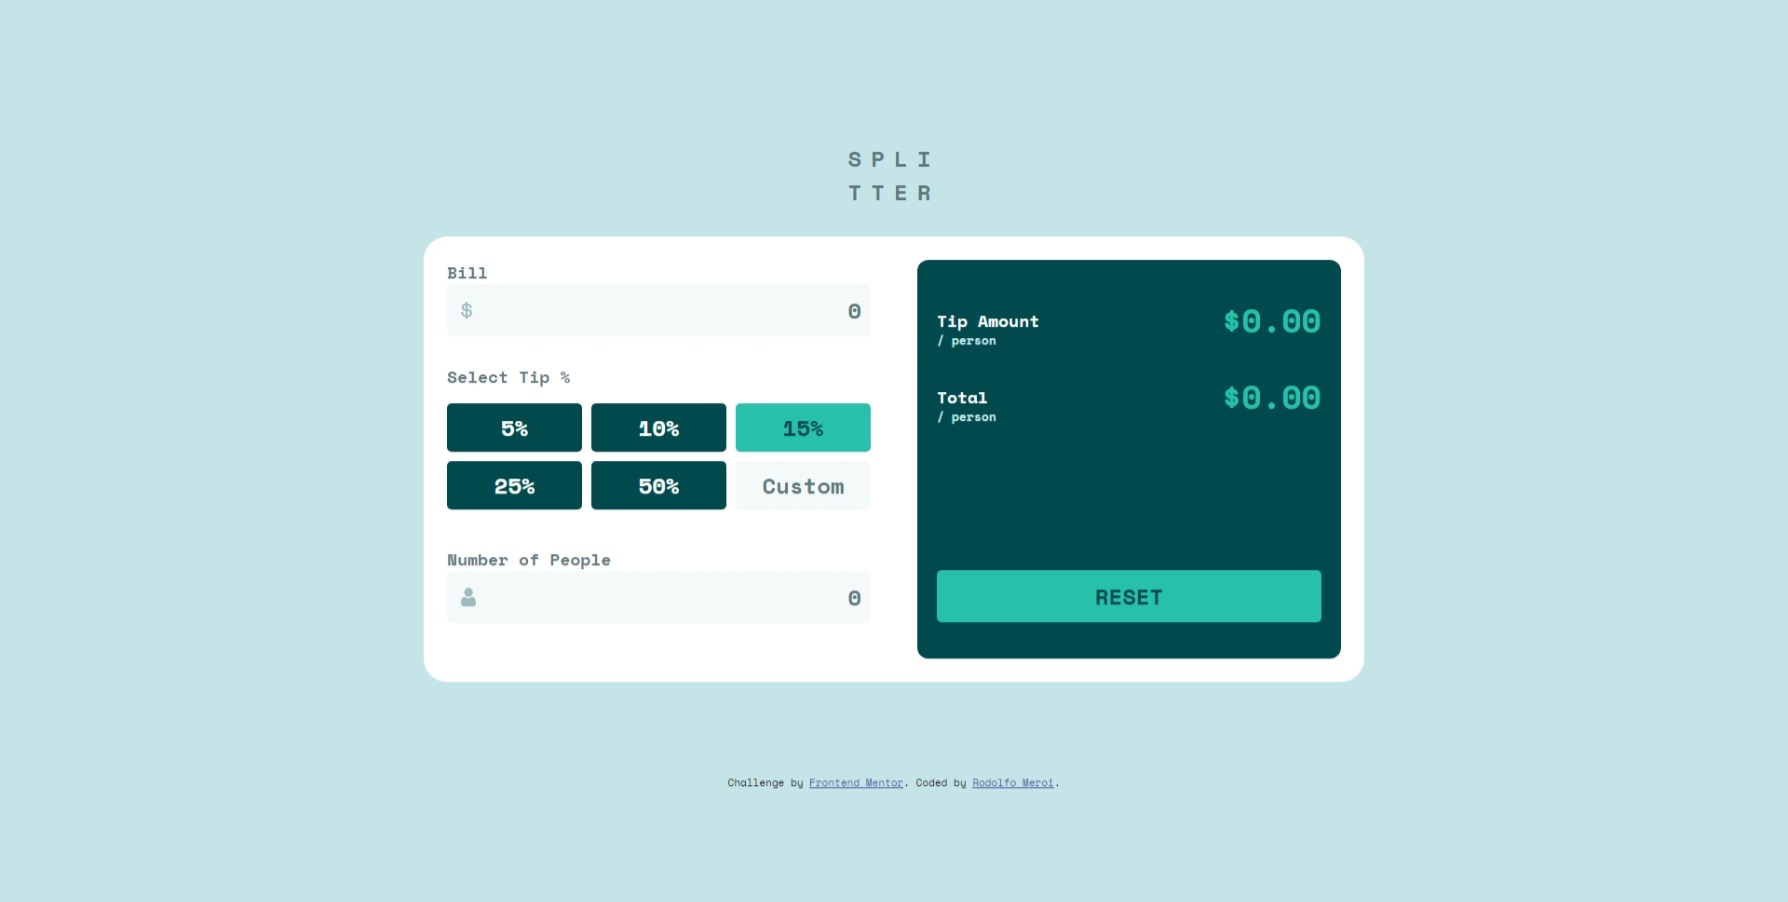 SPLI
TTER
Bill
$ 0
Select Tip %
5% 10% 15%
25% 50% Custom
Number of People
0
Tip Amount $0.00
/ person
Total $0.00
/ person
RESET
Challenge by Frontend Mentor. Coded by Rodolfo Meroi.